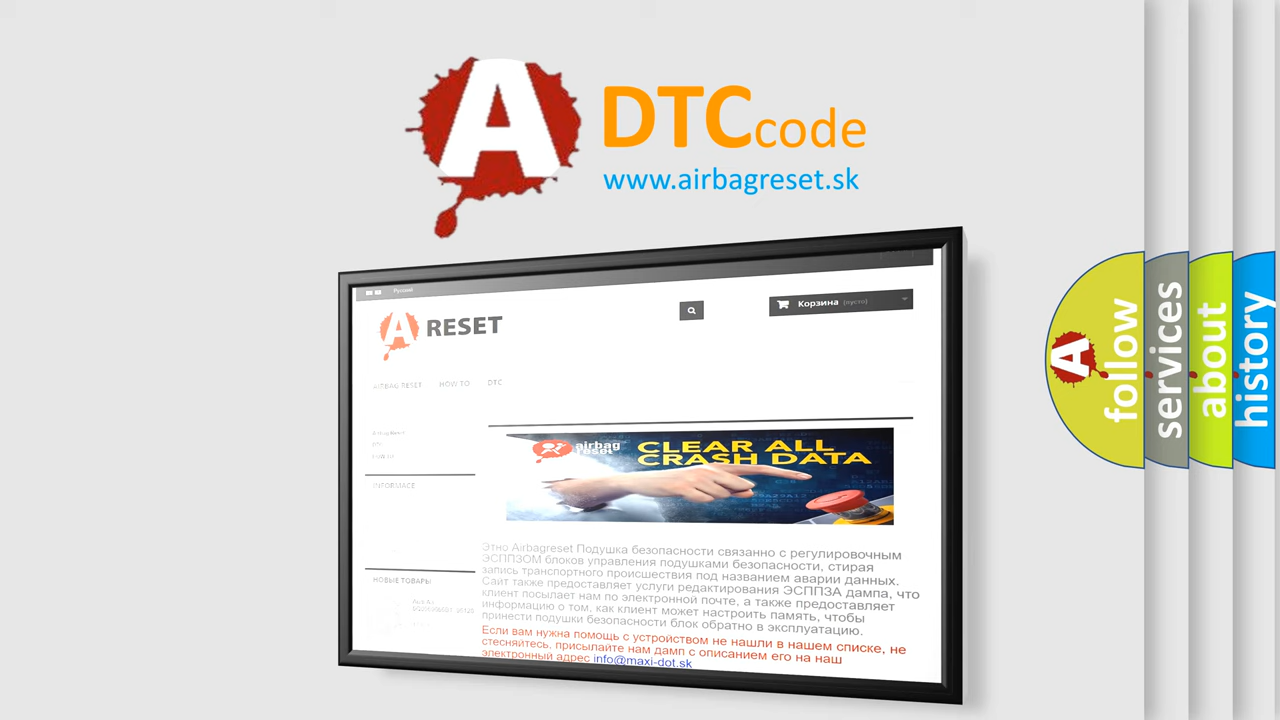 A DTCcode
www.airbagreset.sk
Русский
A RESET
Корзина (пусто)
AIRBAG RESET HOW TO DTC
INFORMACE
airbag
reset
CLEAR ALL
CRASH DATA
Этно Airbagreset Подушка безопасности связанно с регулировочным
ЭСППЗОМ блоков управления подушками безопасности, стирая
запись транспортного происшествия под названием аварии данных.
Сайт также предоставляет услуги редактирования ЭСППЗА дампа, что
клиент посылает нам по электронной почте, а также предоставляет
информацию о том, как клиент может настроить память, чтобы
принести подушки безопасности блок обратно в эксплуатацию.
Если вам нужна помощь с устройством не нашли в нашем списке, не
стесняйтесь, присылайте нам дамп с описанием его на наш
электронный адрес info@maxi-dot.sk
НОВЫЕ ТОВАРЫ
A
follow
services
about
history